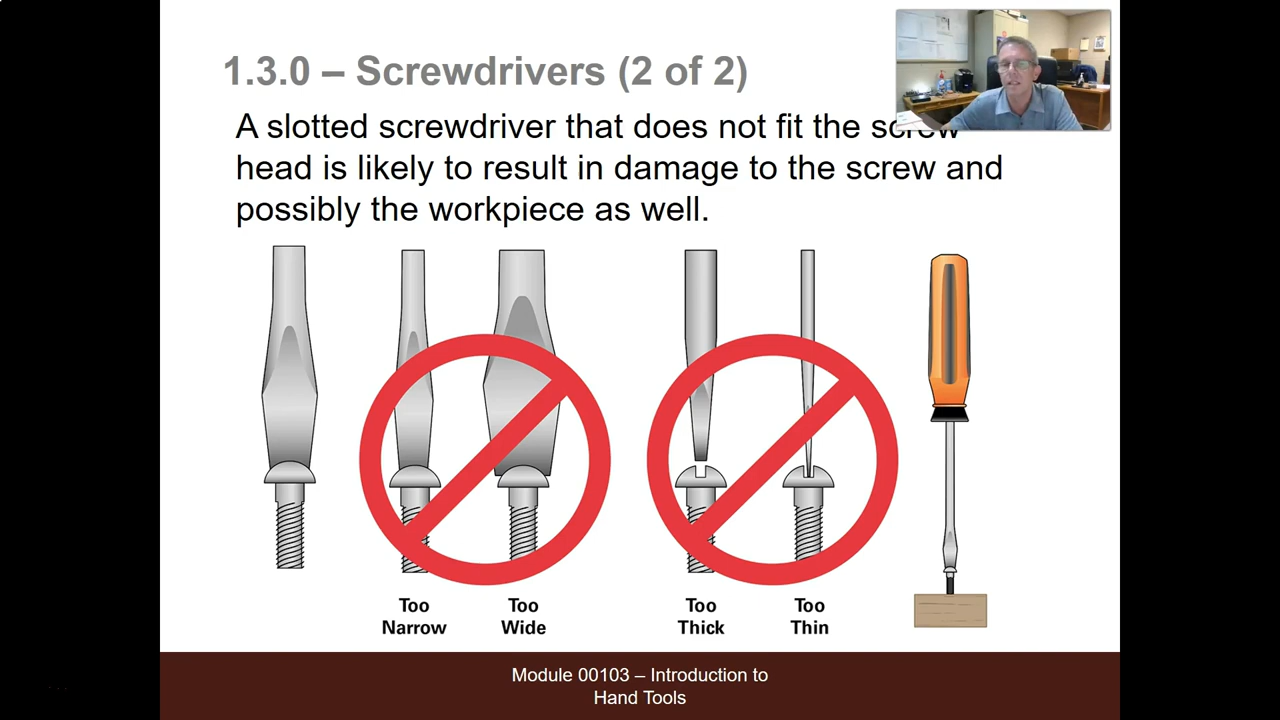 1.3.0 – Screwdrivers (2 of 2)
A slotted screwdriver that does not fit the screw
head is likely to result in damage to the screw and
possibly the workpiece as well.
Too Narrow
Too Wide
Too Thick
Too Thin
Module 00103 – Introduction to
Hand Tools